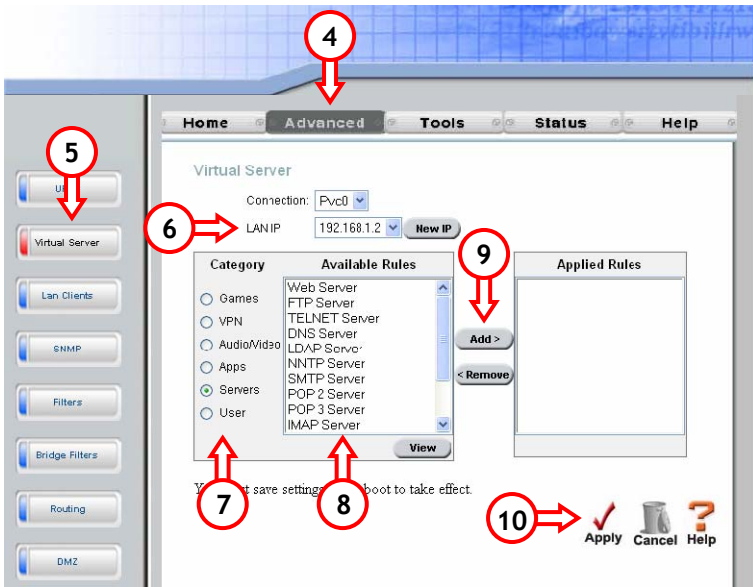 4
Home Advanced Tools Status Help
5
Virtual Server
Connection: Pvc0
6
LAN IP 192.168.1.2 New IP
9
Virtual Server
Lan Clients
SNMP
Filters
Bridge Filters
Routing
DMZ
Category
Games
VPN
Audio/Video
Apps
Servers
User
Available Rules
Web Server
FTP Server
TELNET Server
DNS Server
LDAP Server
NNTP Server
SMTP Server
POP 2 Server
POP 3 Server
IMAP Server
View
Add >
< Remove
Applied Rules
save settings boot to take effect.
7
8
10
Apply Cancel Help